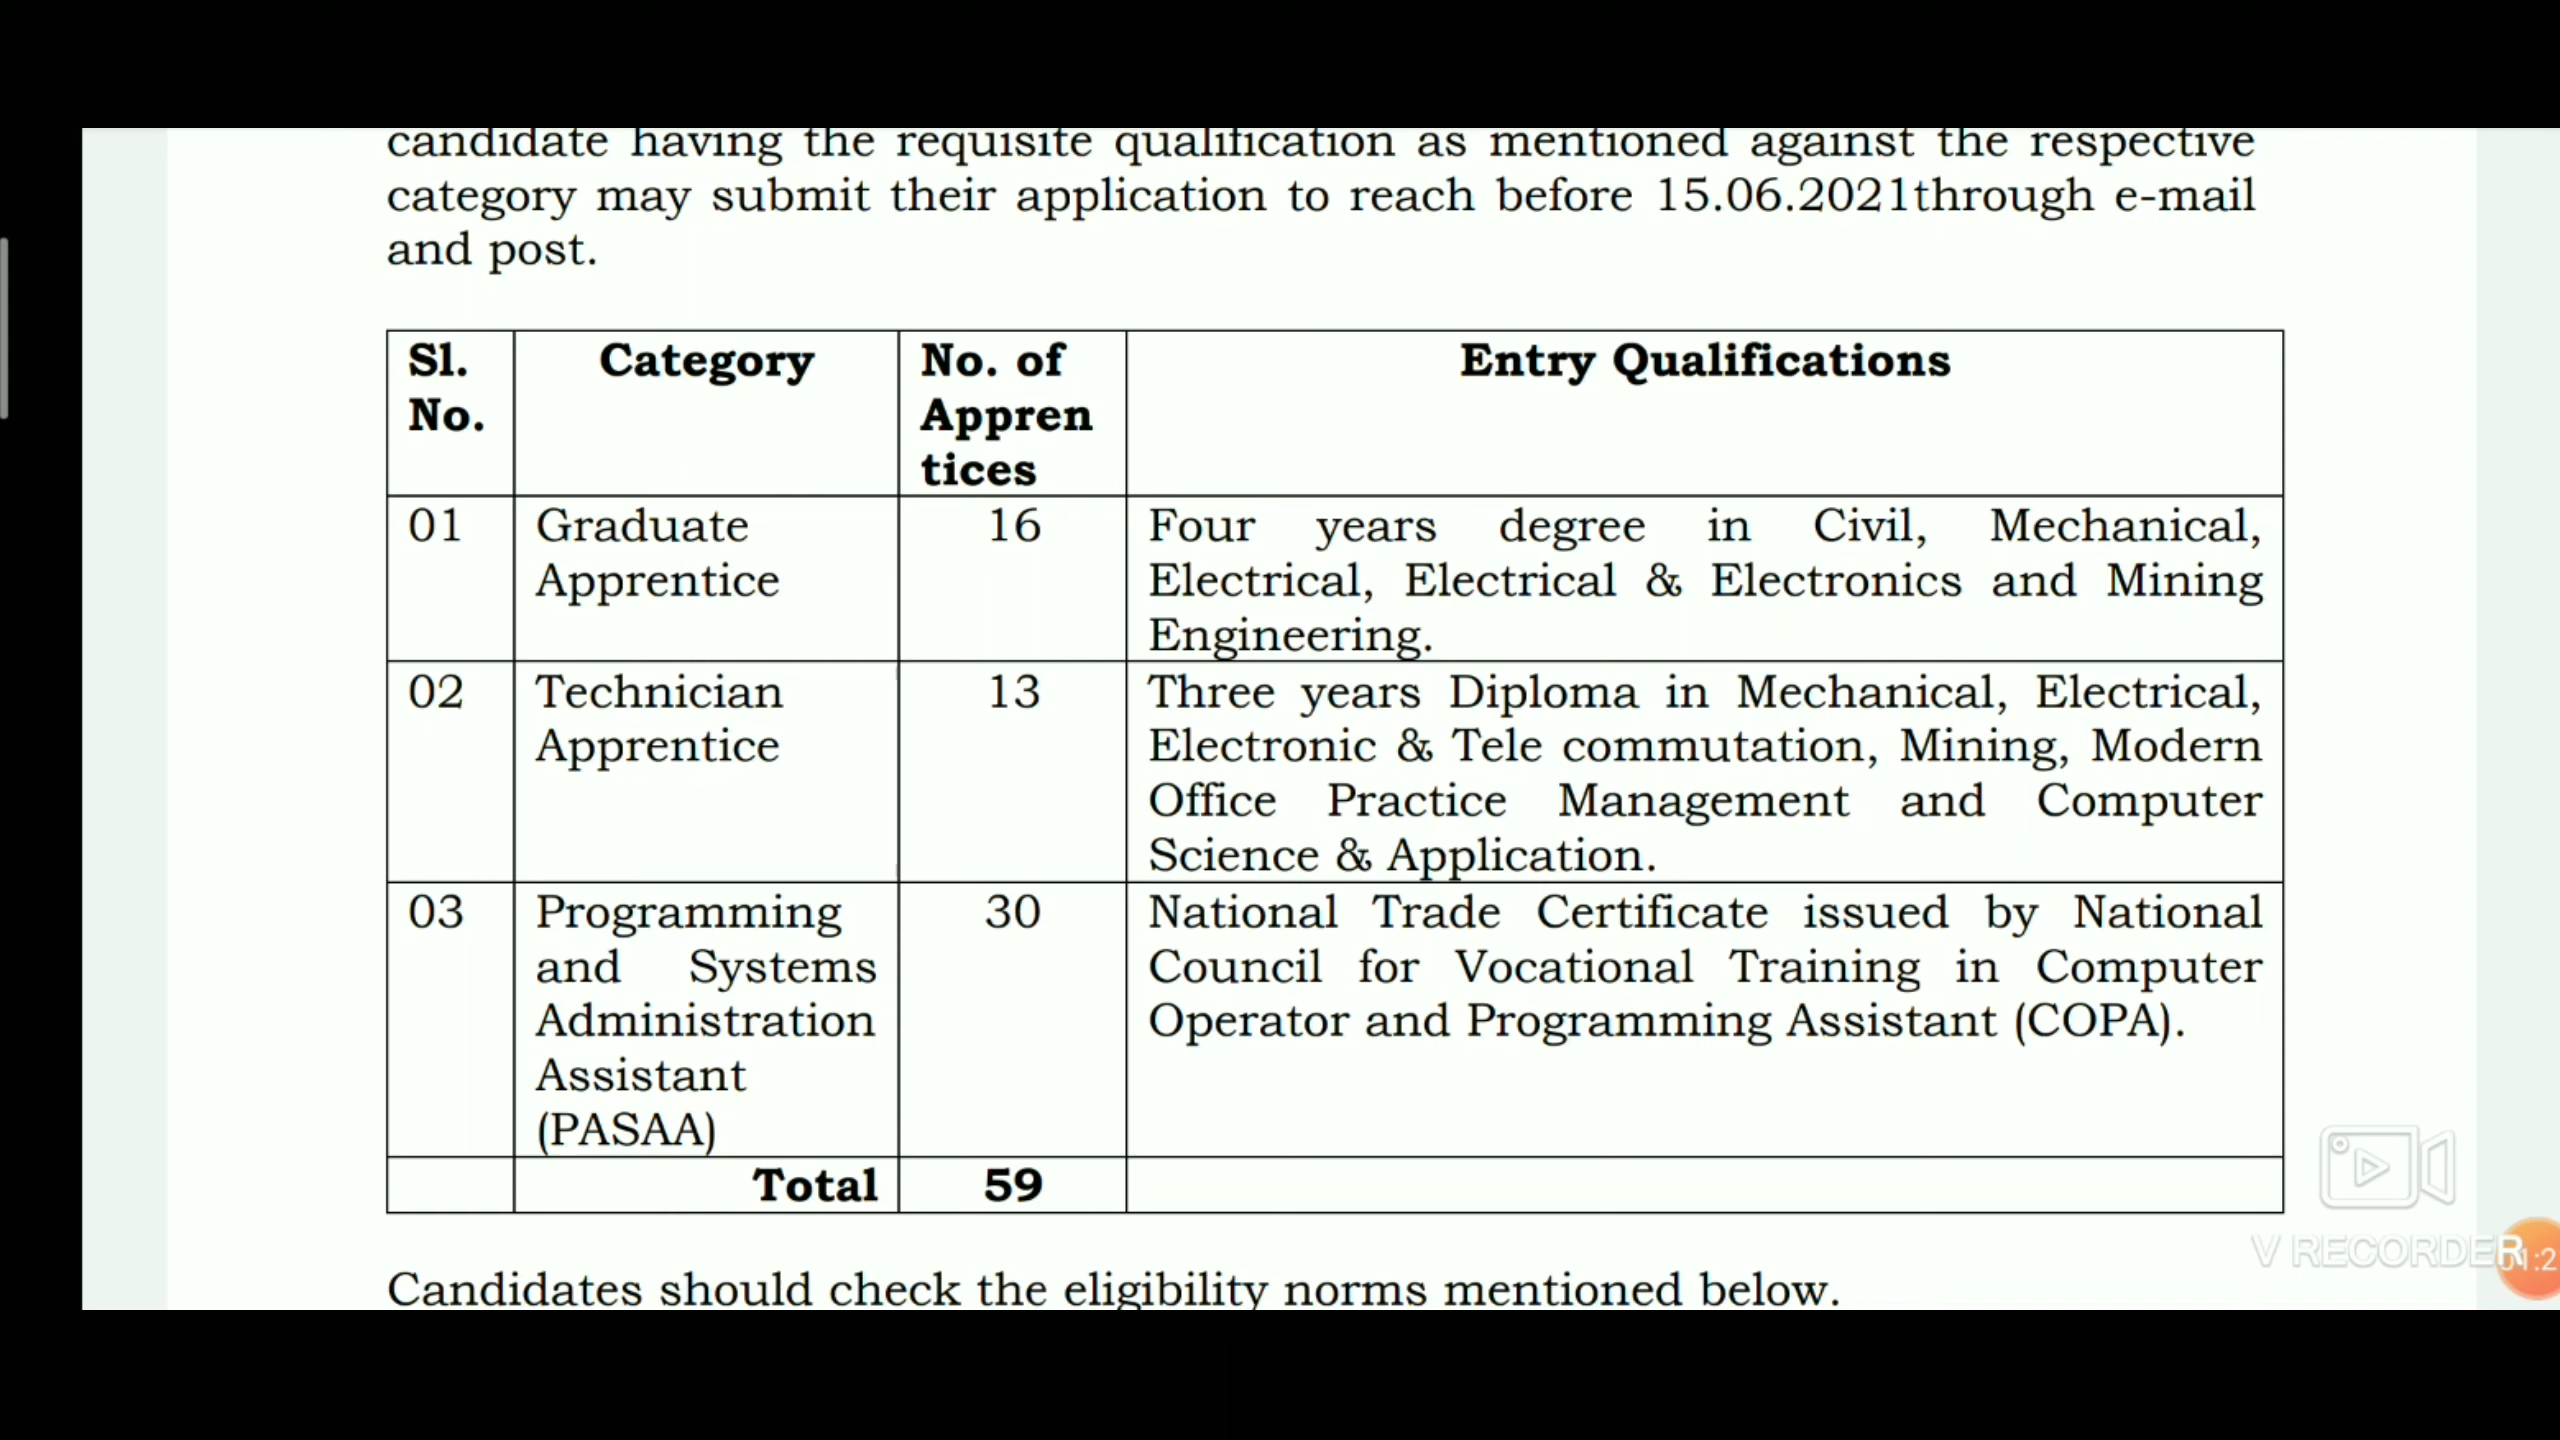 candidate having the requisite qualification as mentioned against the respective
category may submit their application to reach before 15.06.2021through e-mail
and post.
Sl. No. Category No. of Appren tices Entry Qualifications
01 Graduate Apprentice 16 Four years degree in Civil, Mechanical,
Electrical, Electrical & Electronics and Mining
Engineering.
02 Technician Apprentice 13 Three years Diploma in Mechanical, Electrical,
Electronic & Tele commutation, Mining, Modern
Office Practice Management and Computer
Science & Application.
03 Programming and Systems Administration Assistant (PASAA) 30 National Trade Certificate issued by National
Council for Vocational Training in Computer
Operator and Programming Assistant (COPA).
Total 59
Candidates should check the eligibility norms mentioned below.
V RECORDER